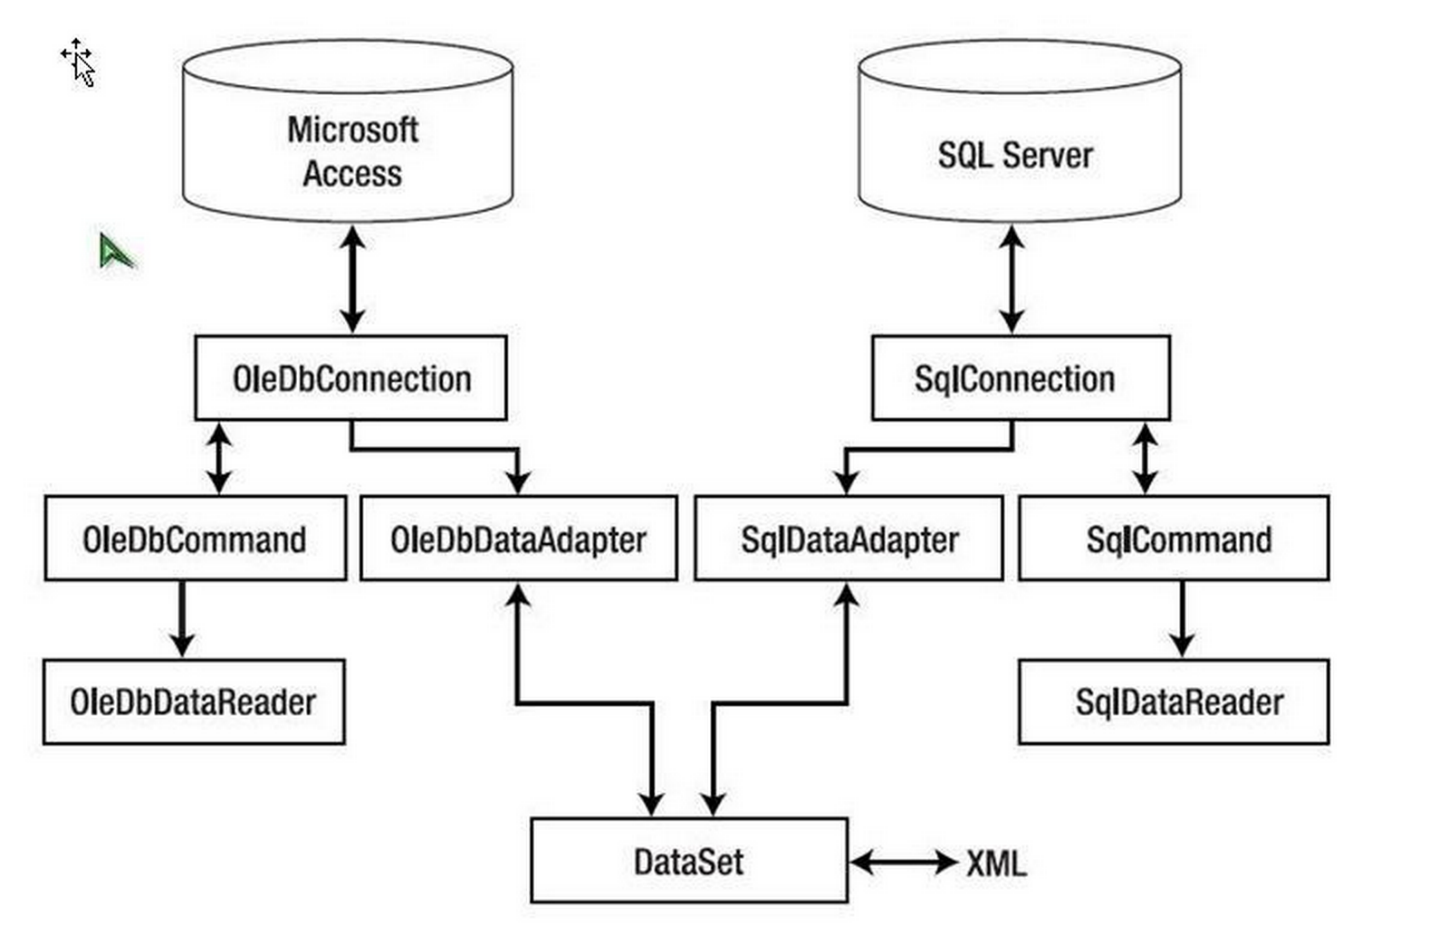 Microsoft
Access
SQL Server
OleDbConnection
SqlConnection
OleDbCommand
OleDbDataAdapter
SqlDataAdapter
SqlCommand
OleDbDataReader
SqlDataReader
DataSet
XML